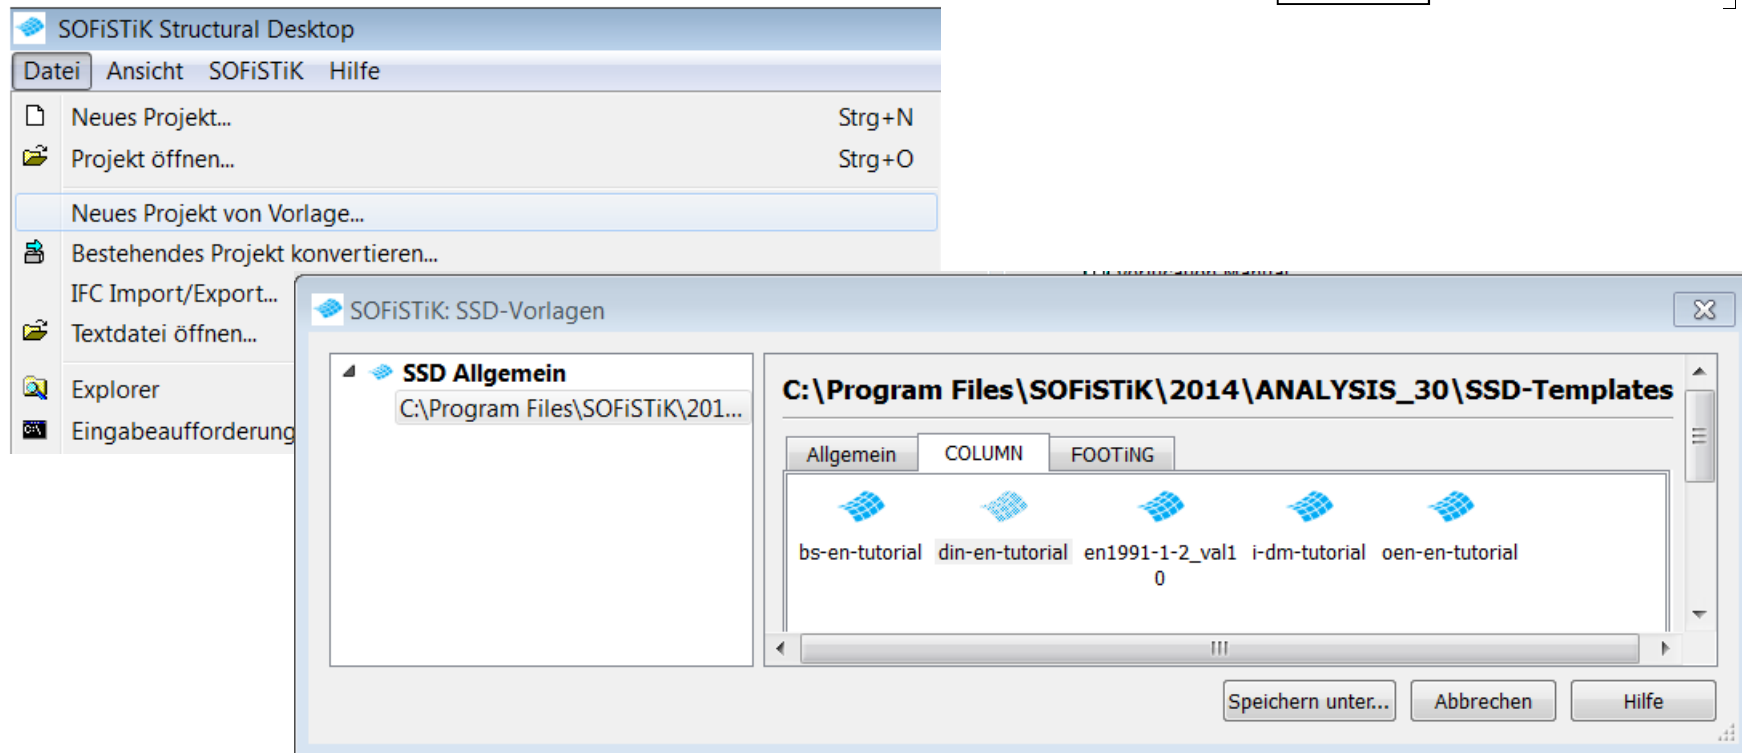 SOFiSTiK Structural Desktop
Datei Ansicht SOFiSTiK Hilfe
Neues Projekt... Strg+N
Projekt öffnen... Strg+O
Neues Projekt von Vorlage...
Bestehendes Projekt konvertieren...
IFC Import/Export...
Textdatei öffnen...
Explorer
Eingabeaufforderung
SOFiSTiK: SSD-Vorlagen
SSD Allgemein
C:\Program Files\SOFiSTiK\201...
C:\Program Files\SOFiSTiK\2014\ANALYSIS_30\SSD-Templates
Allgemein COLUMN FOOTiNG
bs-en-tutorial din-en-tutorial en1991-1-2_val1 i-dm-tutorial oen-en-tutorial
0
Speichern unter... Abbrechen Hilfe